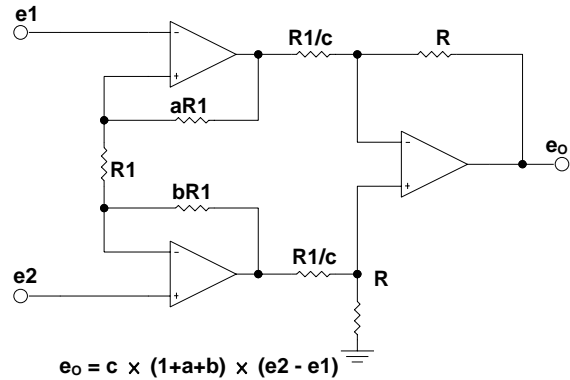 e1
R1/c
R
aR1
R1
bR1
eo
e2
R1/c
R
eo = c × (1+a+b) × (e2 - e1)